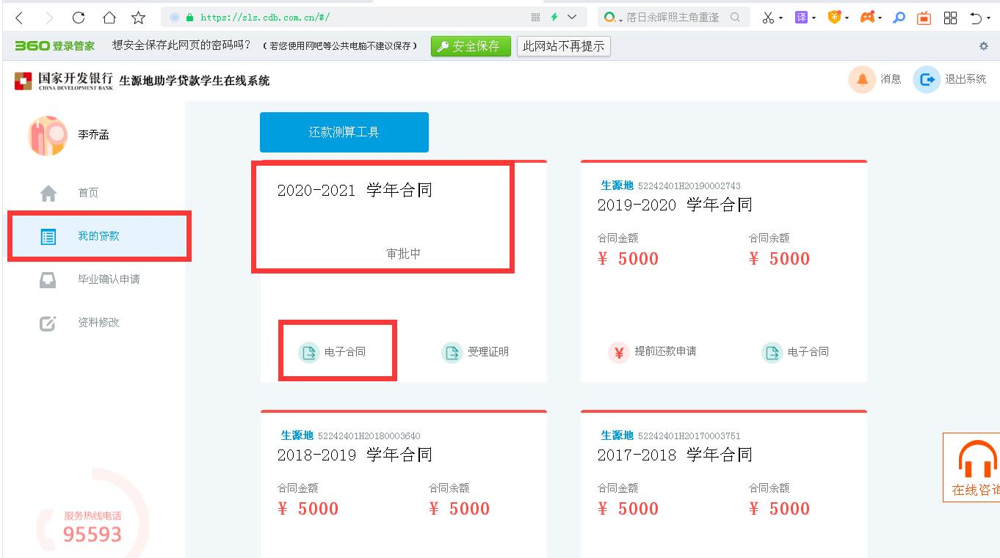 https://sls.cdb.com.cn/#/
落日余晖照主角重逢
译
360登录管家 想安全保存此网页的密码吗？（若您使用网吧等公共电脑不建议保存） 安全保存 此网站不再提示
国家开发银行 生源地助学贷款学生在线系统
CHINA DEVELOPMENT BANK
消息 退出系统
李乔孟
首页
我的贷款
毕业确认申请
资料修改
服务热线电话
95593
还款测算工具
2020-2021 学年合同
审批中
电子合同 受理证明
生源地 52242401H20190002743
2019-2020 学年合同
合同金额 合同余额
¥ 5000 ¥ 5000
提前还款申请 电子合同
生源地 52242401H20180003640
2018-2019 学年合同
合同金额 合同余额
¥ 5000 ¥ 5000
生源地 52242401H20170003751
2017-2018 学年合同
合同金额 合同余额
¥ 5000 ¥ 5000
在线咨询